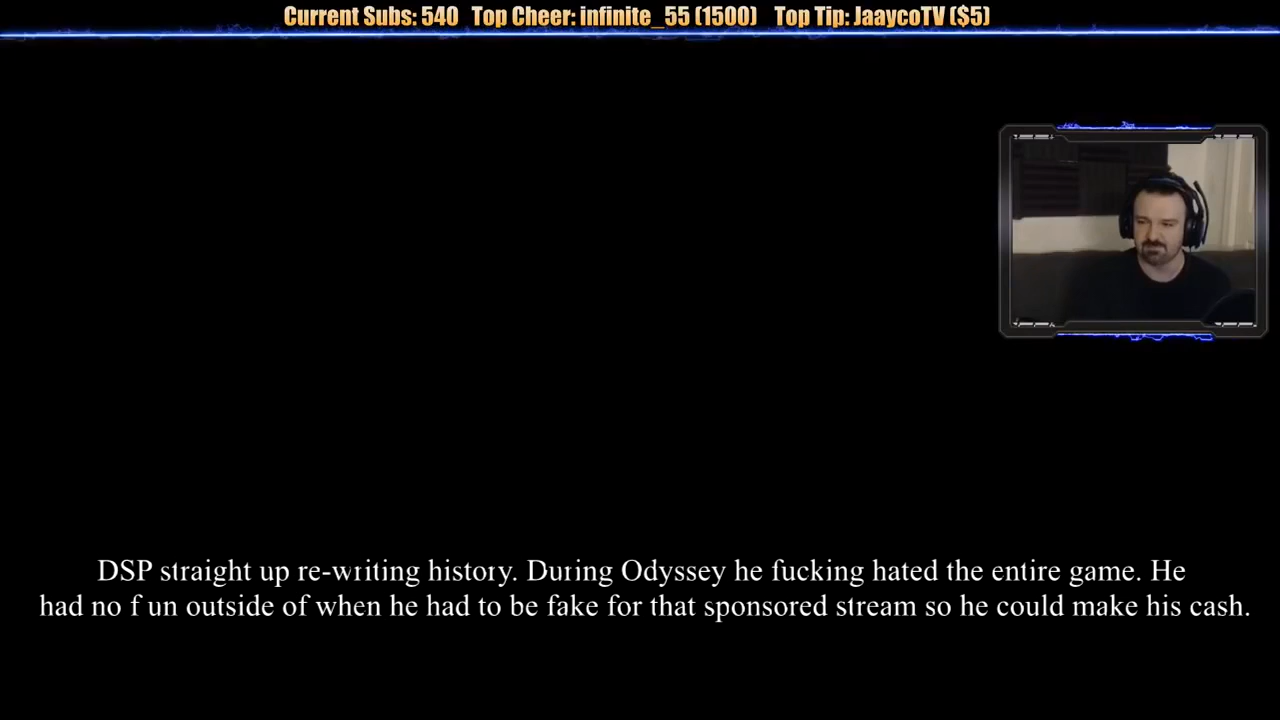 Current Subs: 540 Top Cheer: infinite_55 (1500) Top Tip: JaaycoTV ($5)
DSP straight up re-writing history. During Odyssey he fucking hated the entire game. He
had no f un outside of when he had to be fake for that sponsored stream so he could make his cash.